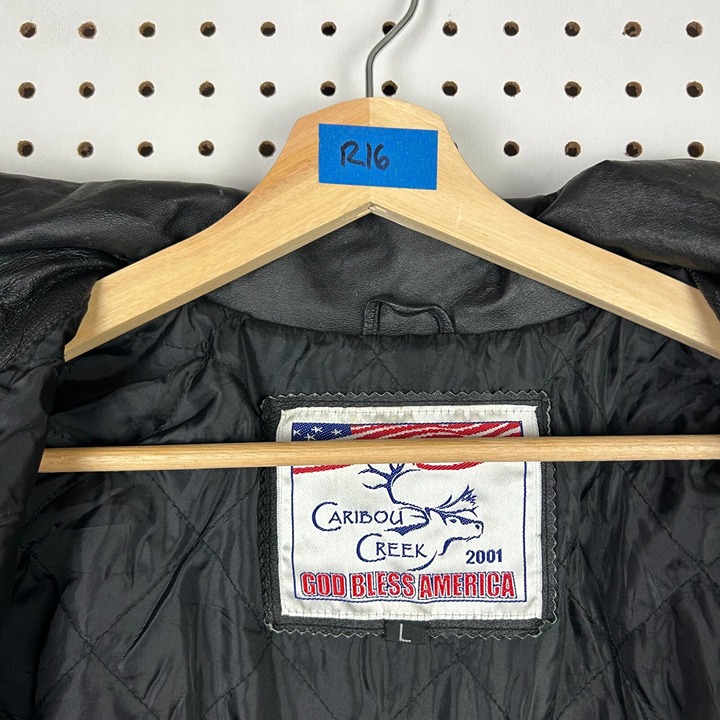 R16
CARIBOU
CREEK
2001
GOD BLESS AMERICA
L